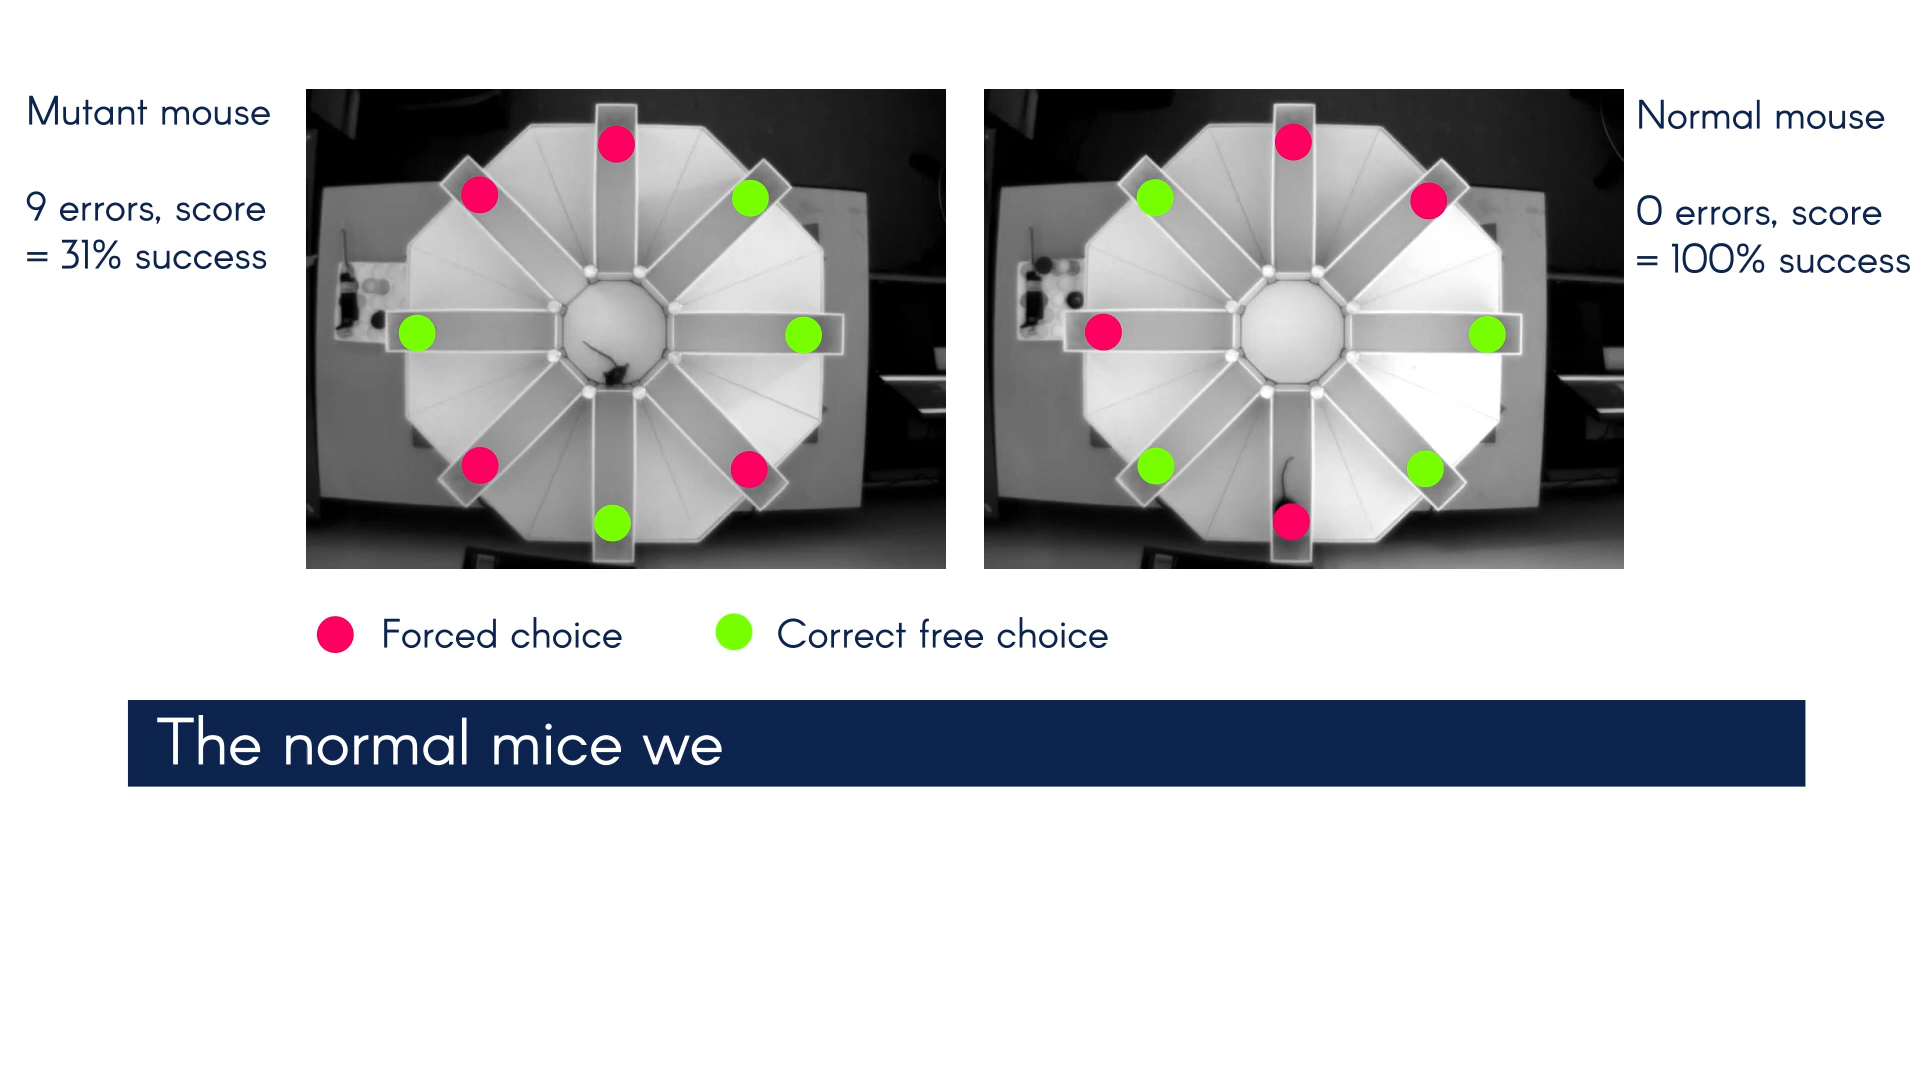 Mutant mouse
9 errors, score
= 31% success
Normal mouse
0 errors, score
= 100% success
Forced choice
Correct free choice
The normal mice we